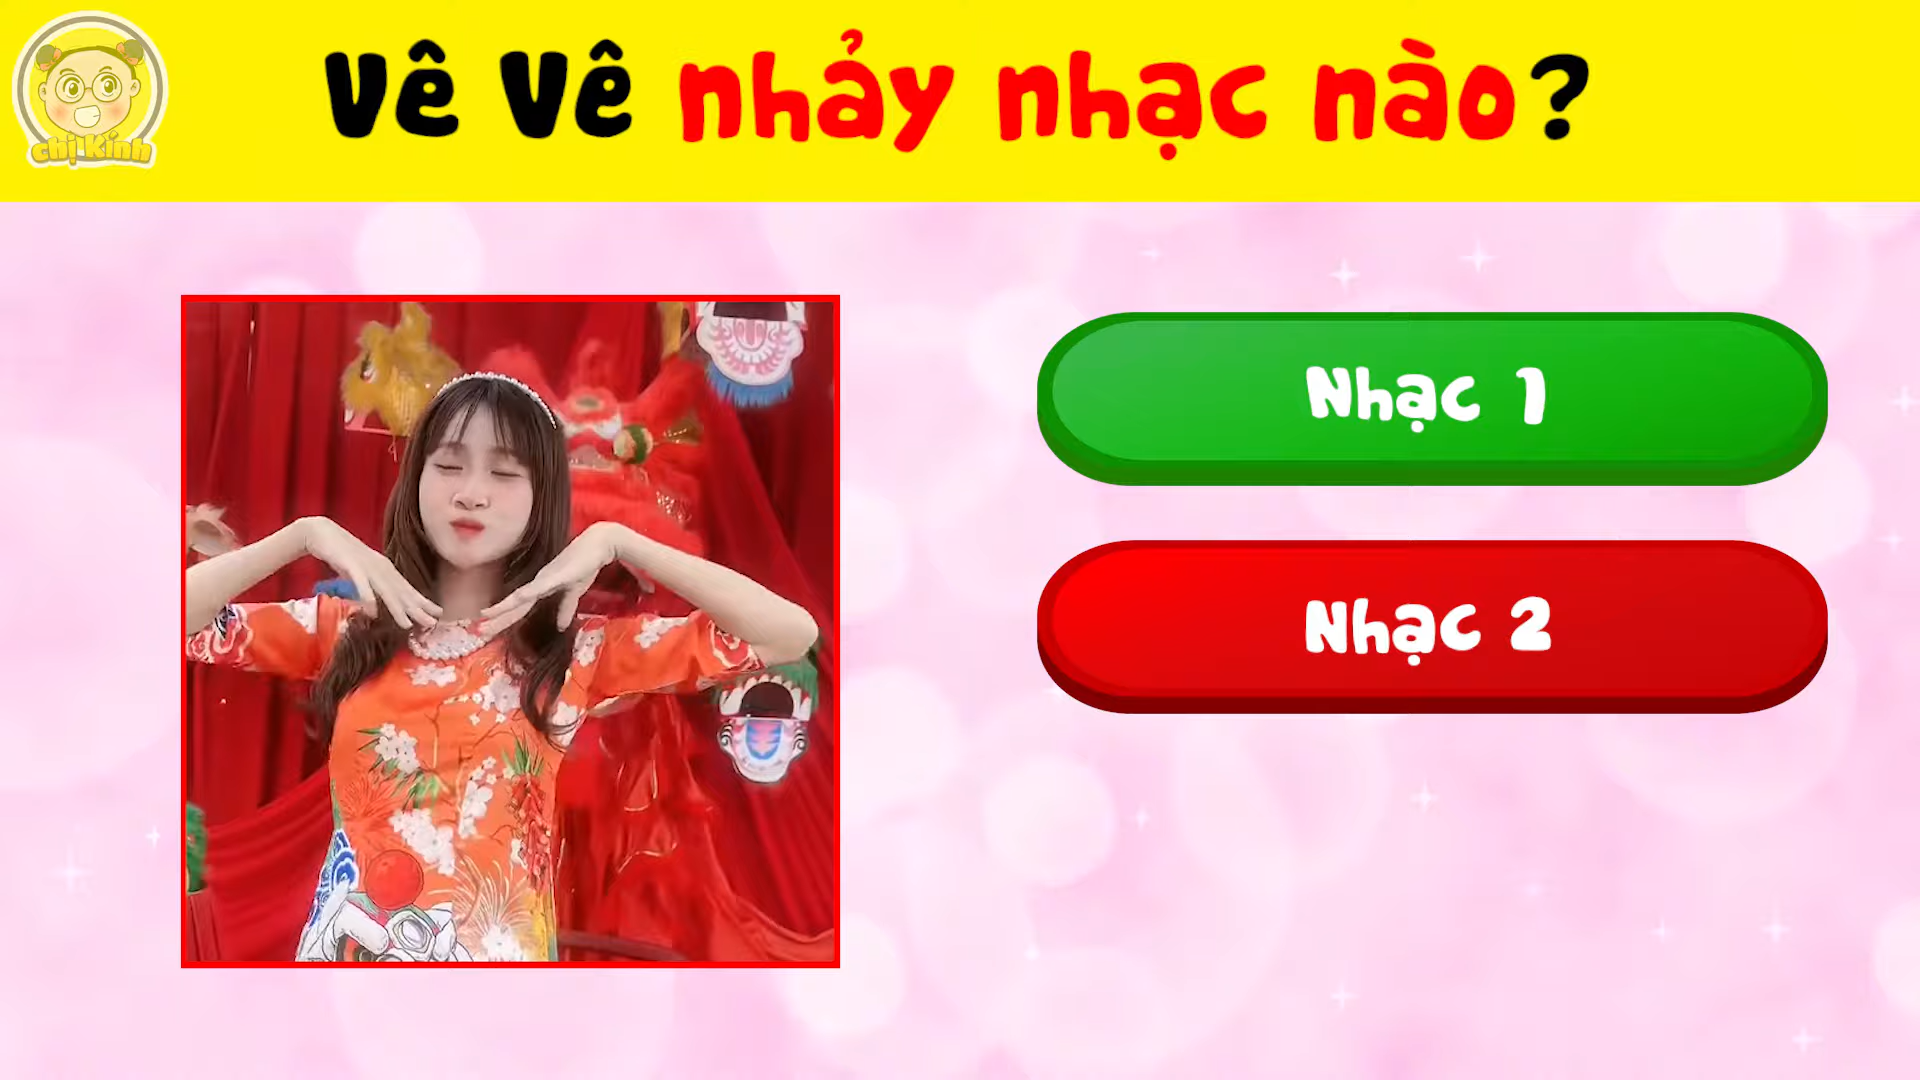 Vê Vê nhảy nhạc nào?
chị Kính
Nhạc 1
Nhạc 2